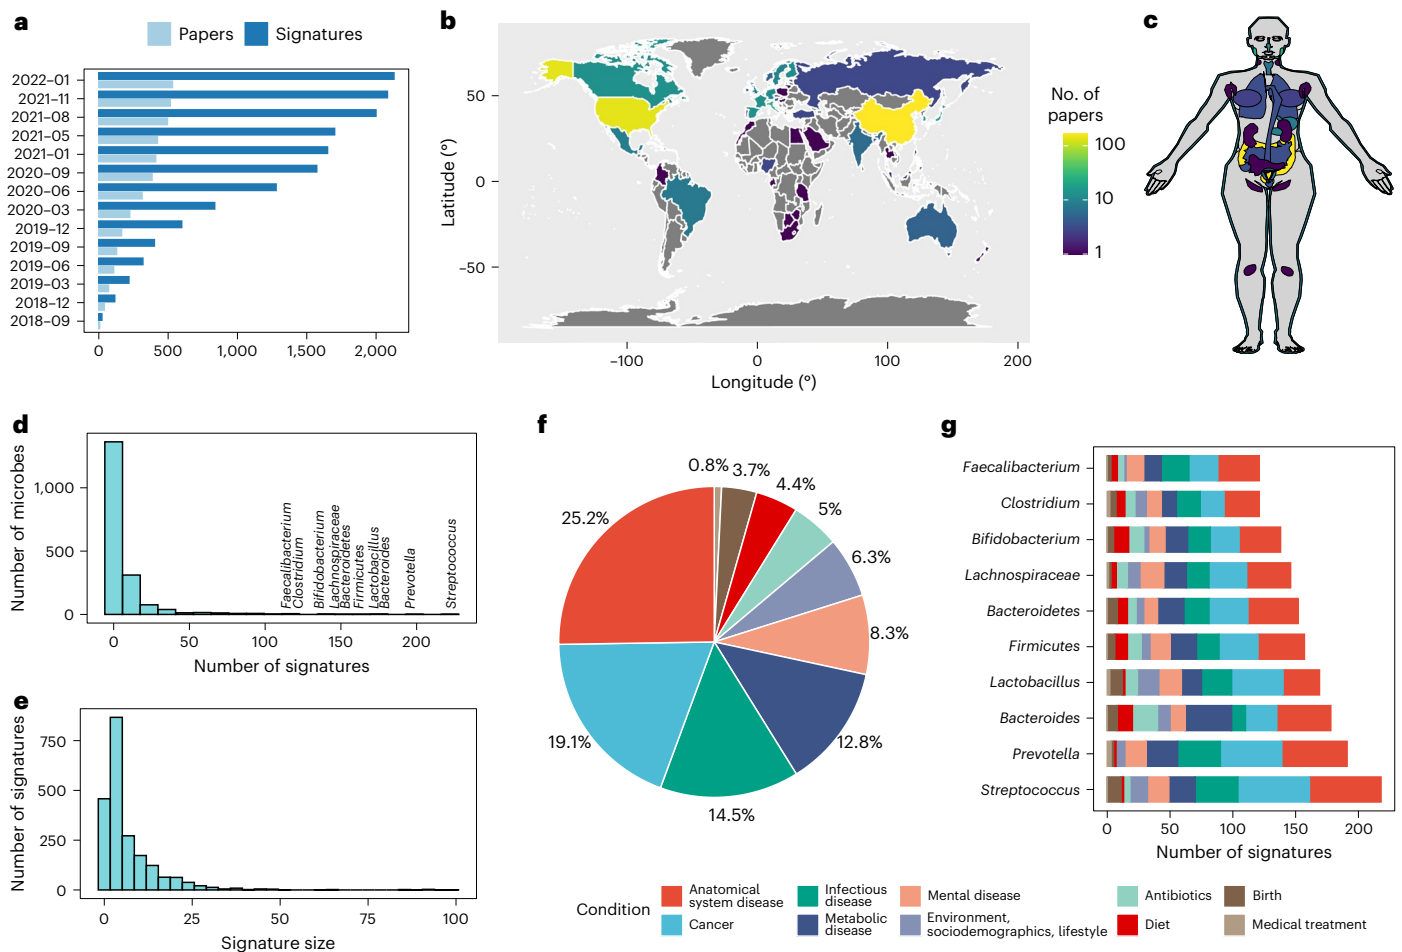 a
Papers
Signatures
2022–01
2021–11
2021–08
2021–05
2021–01
2020–09
2020–06
2020–03
2019–12
2019–09
2019–06
2019–03
2018–12
2018–09
0
500
1,000
1,500
2,000
b
Latitude (°)
50
0
−50
−100
0
100
200
Longitude (°)
No. of
papers
100
10
1
c
d
Number of microbes
1,000
500
0
Faecalibacterium
Clostridium
Bifidobacterium
Lachnospiraceae
Bacteroidetes
Firmicutes
Lactobacillus
Bacteroides
Prevotella
Streptococcus
0
50
100
150
200
Number of signatures
e
Number of signatures
750
500
250
0
0
25
50
75
100
Signature size
f
0.8%
3.7%
4.4%
5%
6.3%
8.3%
12.8%
14.5%
19.1%
25.2%
g
Faecalibacterium
Clostridium
Bifidobacterium
Lachnospiraceae
Bacteroidetes
Firmicutes
Lactobacillus
Bacteroides
Prevotella
Streptococcus
0
50
100
150
200
Number of signatures
Condition
Anatomical
system disease
Cancer
Infectious
disease
Metabolic
disease
Mental disease
Environment,
sociodemographics, lifestyle
Antibiotics
Diet
Birth
Medical treatment